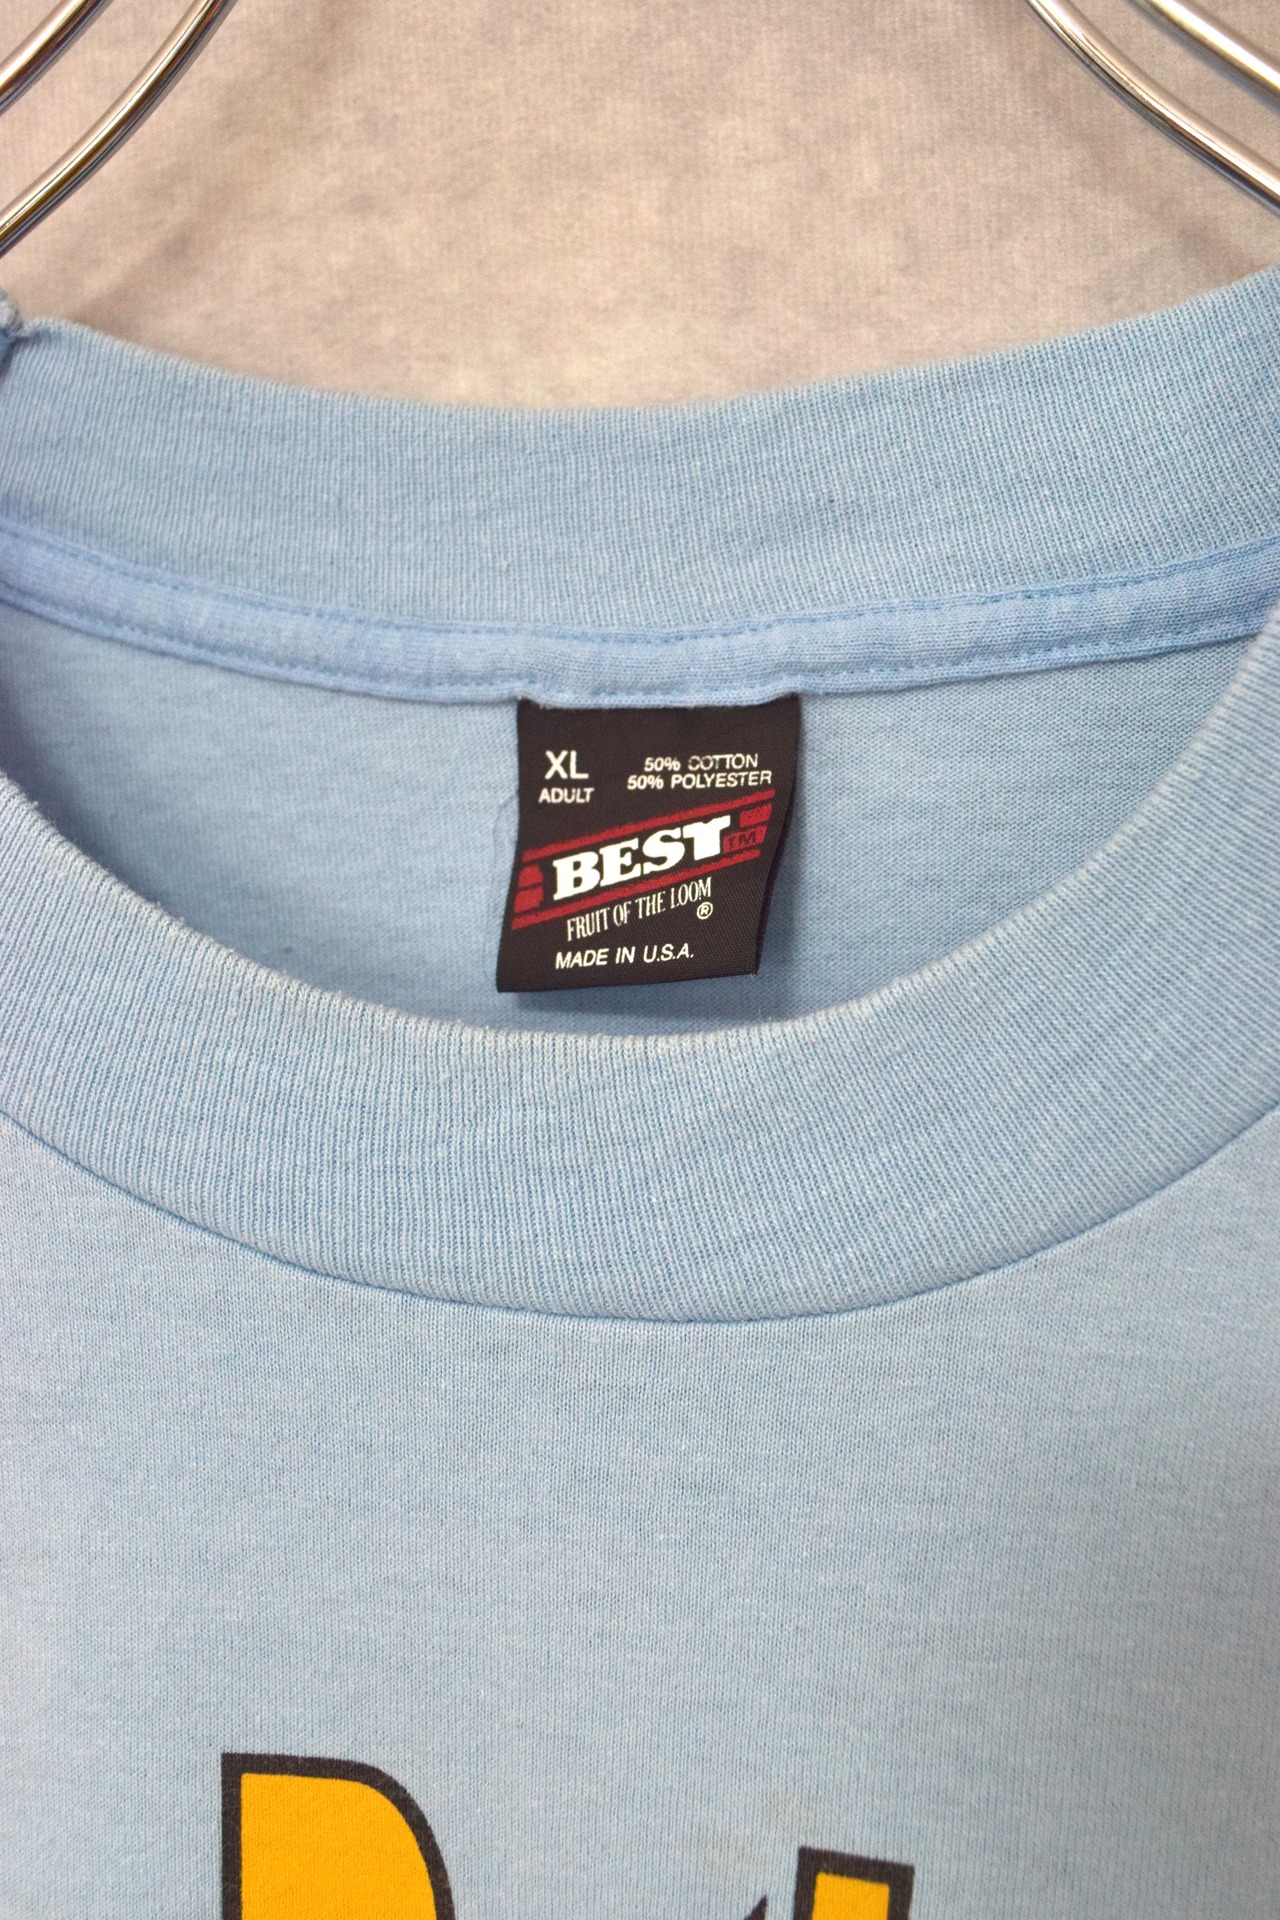 XL
ADULT
50% COTTON
50% POLYESTER
BEST TM
FRUIT OF THE LOOM
®
MADE IN U.S.A.